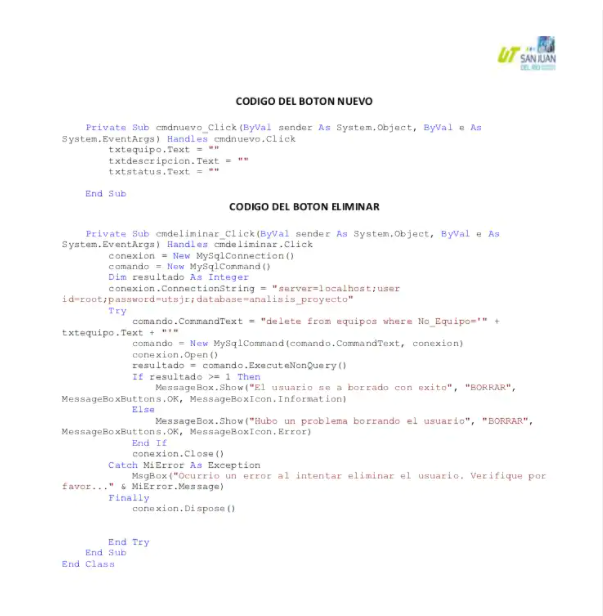 UT SAN JUAN
DEL RIO
CODIGO DEL BOTON NUEVO
Private Sub cmdnuevo_Click(ByVal sender As System.Object, ByVal e As
System.EventArgs) Handles cmdnuevo.Click
txtequipo.Text = ""
txtdescripcion.Text = ""
txtstatus.Text = ""
End Sub
CODIGO DEL BOTON ELIMINAR
Private Sub cmdeliminar_Click(ByVal sender As System.Object, ByVal e As
System.EventArgs) Handles cmdeliminar.Click
conexion = New MySqlConnection()
comando = New MySqlCommand()
Dim resultado As Integer
conexion.ConnectionString = "server=localhost;user
id=root;password=utsjr;database=analisis_proyecto"
Try
comando.CommandText = "delete from equipos where No_Equipo='" +
txtequipo.Text + "'"
comando = New MySqlCommand(comando.CommandText, conexion)
conexion.Open()
resultado = comando.ExecuteNonQuery()
If resultado >= 1 Then
MessageBox.Show("El usuario se a borrado con exito", "BORRAR",
MessageBoxButtons.OK, MessageBoxIcon.Information)
Else
MessageBox.Show("Hubo un problema borrando el usuario", "BORRAR",
MessageBoxButtons.OK, MessageBoxIcon.Error)
End If
conexion.Close()
Catch MiError As Exception
MsgBox("Ocurrio un error al intentar eliminar el usuario. Verifique por
favor..." & MiError.Message)
Finally
conexion.Dispose()
End Try
End Sub
End Class